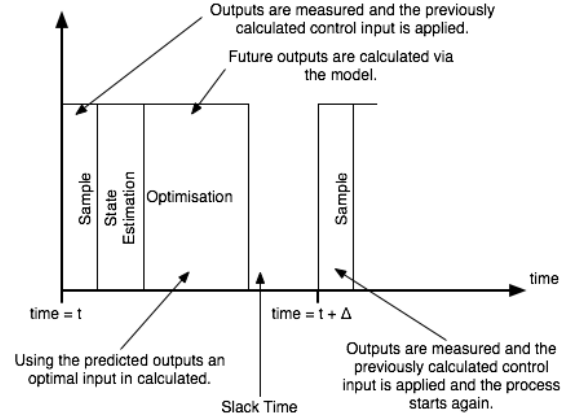 Outputs are measured and the previously
calculated control input is applied.
Future outputs are calculated via
the model.
Sample
State
Estimation
Optimisation
Sample
time
time = t
time = t + Δ
Using the predicted outputs an
optimal input in calculated.
Slack Time
Outputs are measured and the
previously calculated control
input is applied and the process
starts again.